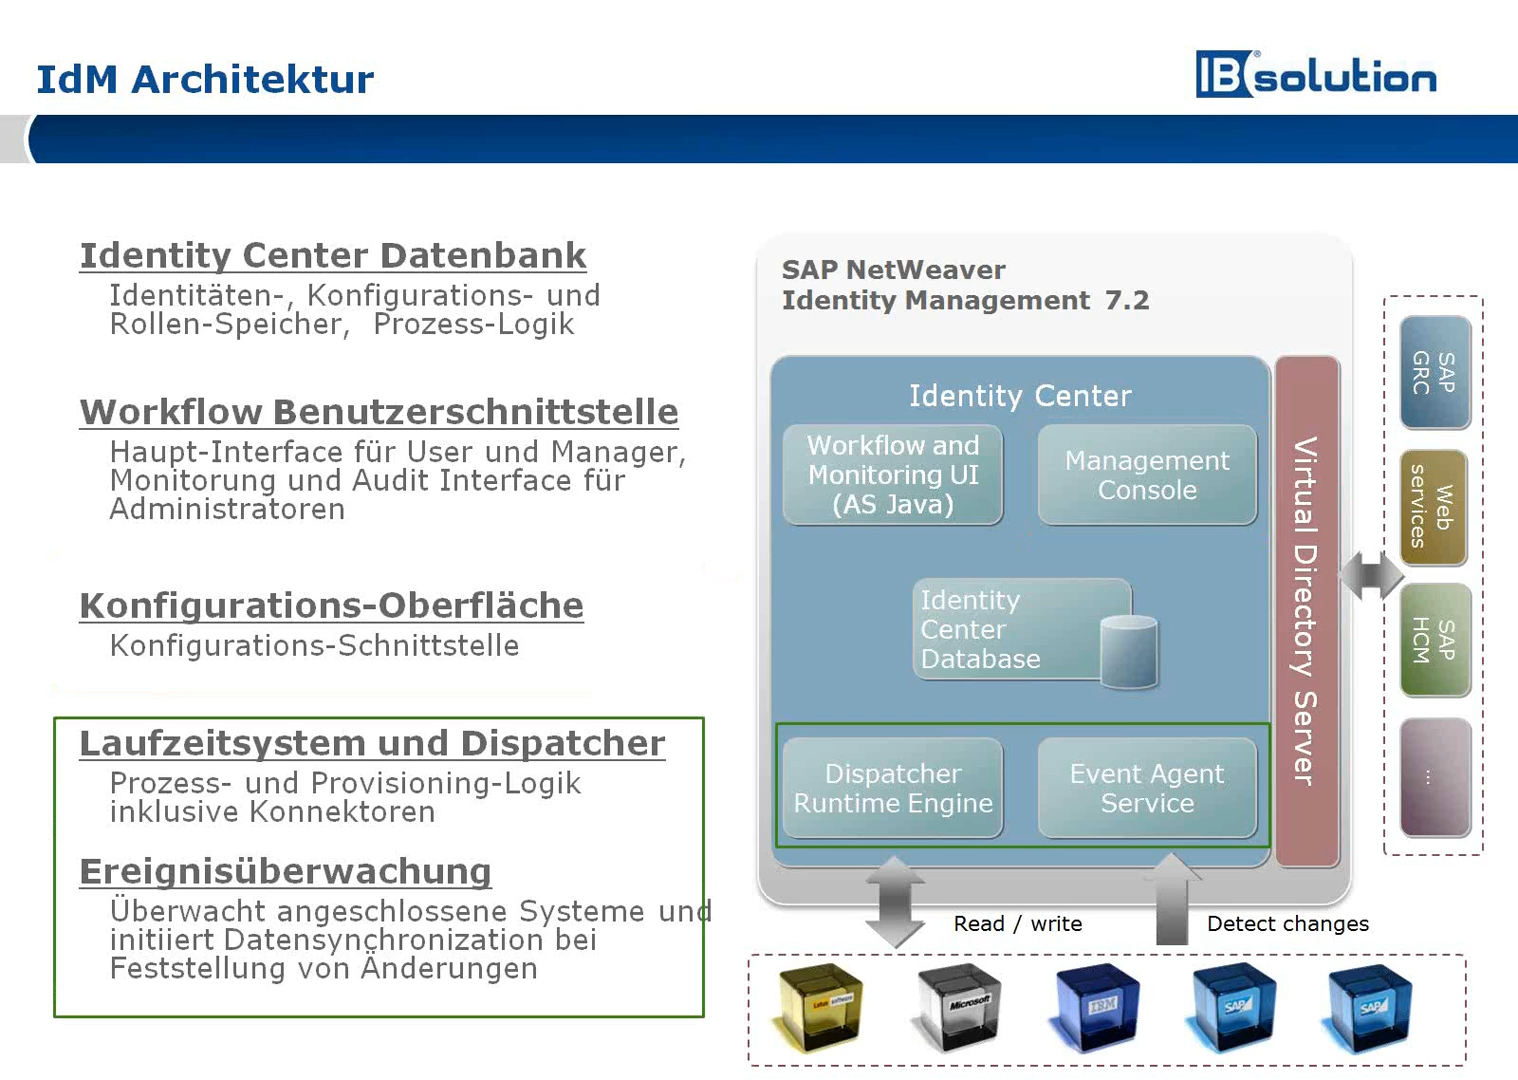 IdM Architektur
IBsolution®
Identity Center Datenbank
Identitäten-, Konfigurations- und
Rollen-Speicher, Prozess-Logik
Workflow Benutzerschnittstelle
Haupt-Interface für User und Manager,
Monitorung und Audit Interface für
Administratoren
Konfigurations-Oberfläche
Konfigurations-Schnittstelle
Laufzeitsystem und Dispatcher
Prozess- und Provisioning-Logik
inklusive Konnektoren
Ereignisüberwachung
Überwacht angeschlossene Systeme und
initiiert Datensynchronization bei
Feststellung von Änderungen
SAP NetWeaver
Identity Management 7.2
Identity Center
Workflow and
Monitoring UI
(AS Java)
Management
Console
Identity
Center
Database
Dispatcher
Runtime Engine
Event Agent
Service
Virtual Directory Server
SAP
GRC
Web
services
SAP
HCM
...
Read / write
Detect changes
Lotus software
Microsoft
IBM
SAP
SAP